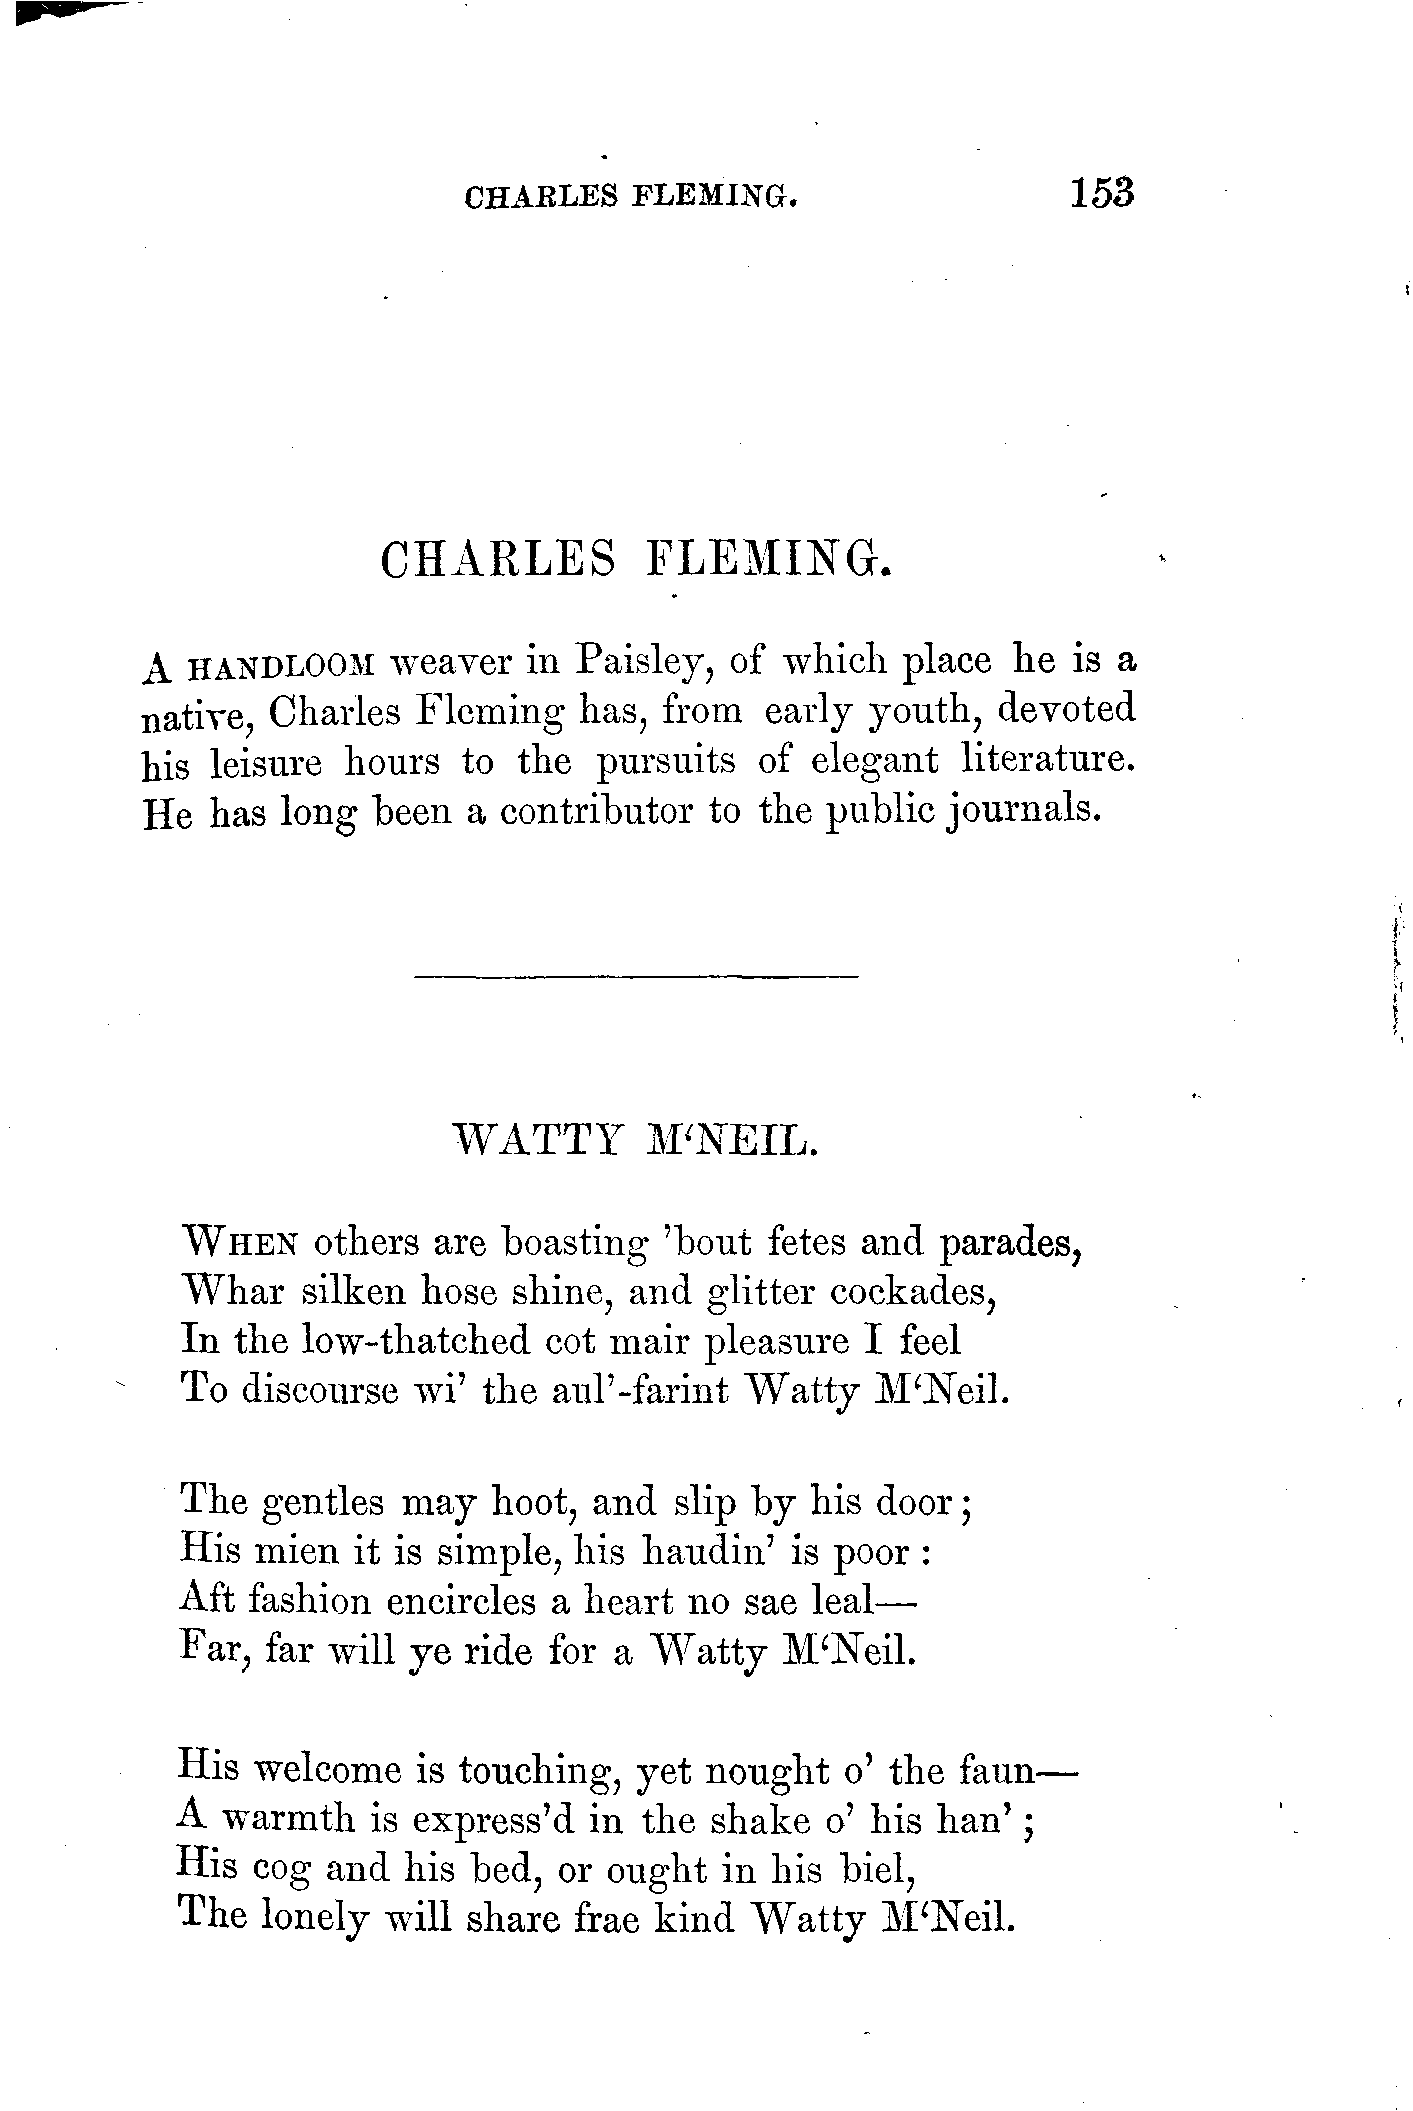 CHARLES FLEMING. 153
CHARLES FLEMING.
A HANDLOOM weaver in Paisley, of which place he is a
native, Charles Fleming has, from early youth, devoted
his leisure hours to the pursuits of elegant literature.
He has long been a contributor to the public journals.
WATTY M‘NEIL.
WHEN others are boasting ’bout fetes and parades,
Whar silken hose shine, and glitter cockades,
In the low-thatched cot mair pleasure I feel
To discourse wi’ the aul’-farint Watty M‘Neil.
The gentles may hoot, and slip by his door;
His mien it is simple, his haudin’ is poor:
Aft fashion encircles a heart no sae leal—
Far, far will ye ride for a Watty M‘Neil.
His welcome is touching, yet nought o’ the faun—
A warmth is express’d in the shake o’ his han’;
His cog and his bed, or ought in his biel,
The lonely will share frae kind Watty M‘Neil.